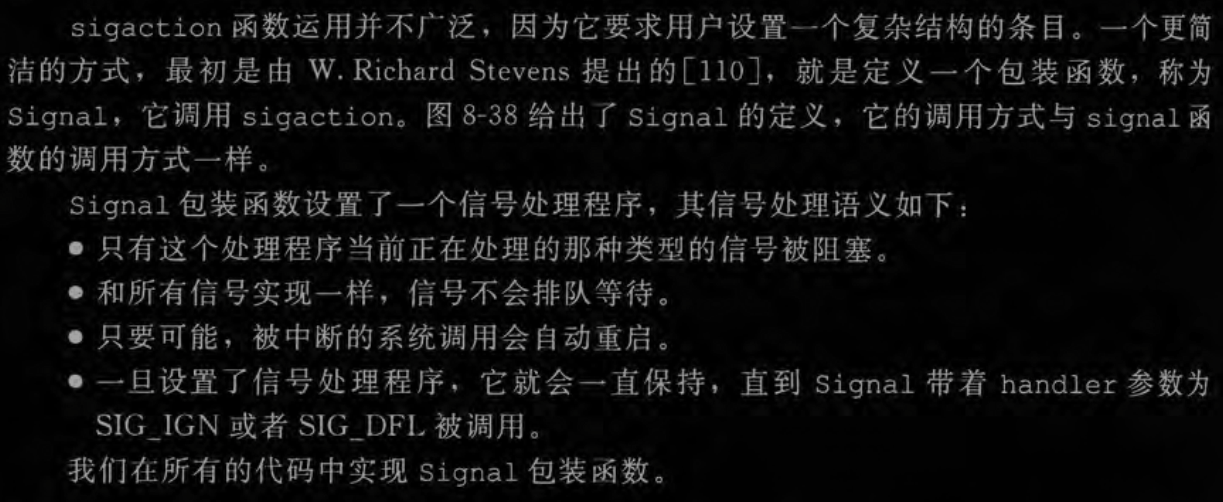 sigaction 函数运用并不广泛，因为它要求用户设置一个复杂结构的条目。一个更简
洁的方式，最初是由 W. Richard Stevens 提出的[110]，就是定义一个包装函数，称为
Signal，它调用 sigaction。图 8-38 给出了 Signal 的定义，它的调用方式与 signal 函
数的调用方式一样。
Signal 包装函数设置了一个信号处理程序，其信号处理语义如下：
● 只有这个处理程序当前正在处理的那种类型的信号被阻塞。
● 和所有信号实现一样，信号不会排队等待。
● 只要可能，被中断的系统调用会自动重启。
● 一旦设置了信号处理程序，它就会一直保持，直到 Signal 带着 handler 参数为
SIG_IGN 或者 SIG_DFL 被调用。
我们在所有的代码中实现 Signal 包装函数。